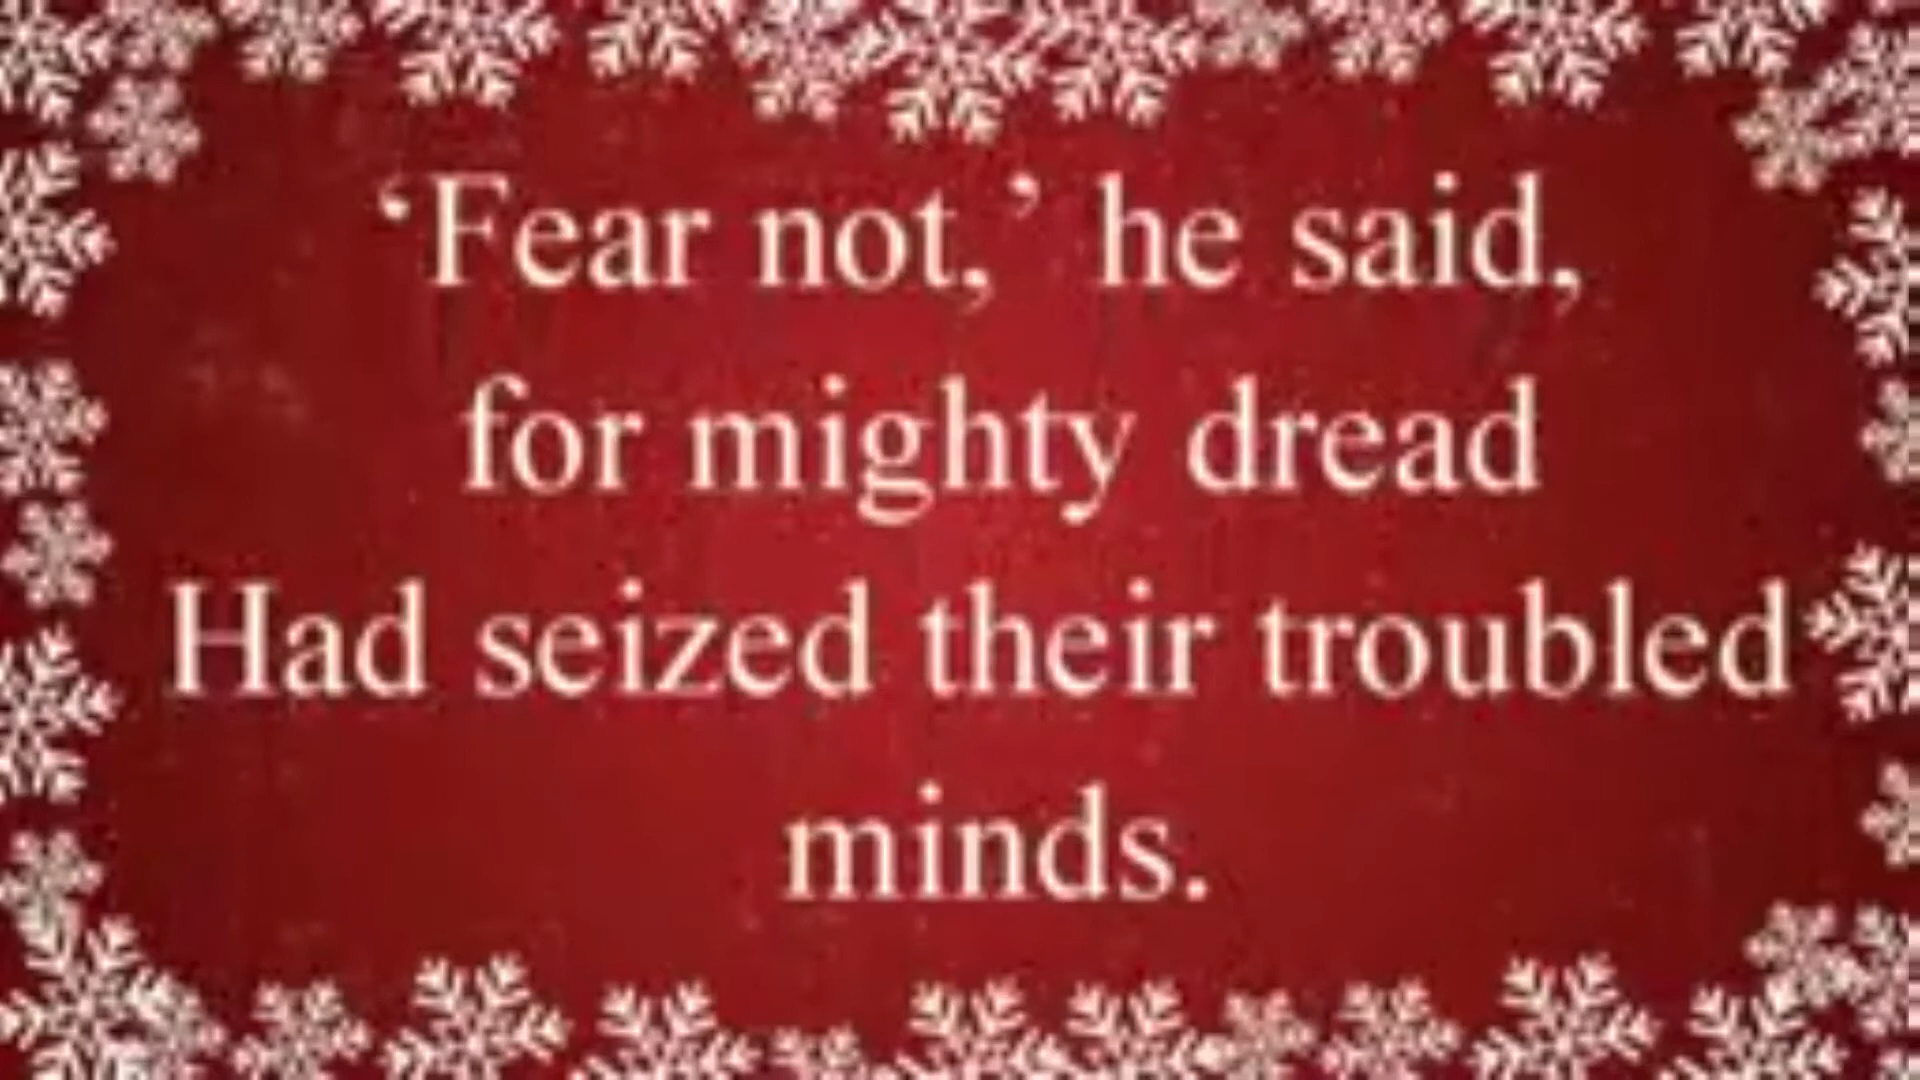 ‘Fear not,’ he said,
for mighty dread
Had seized their troubled
minds.